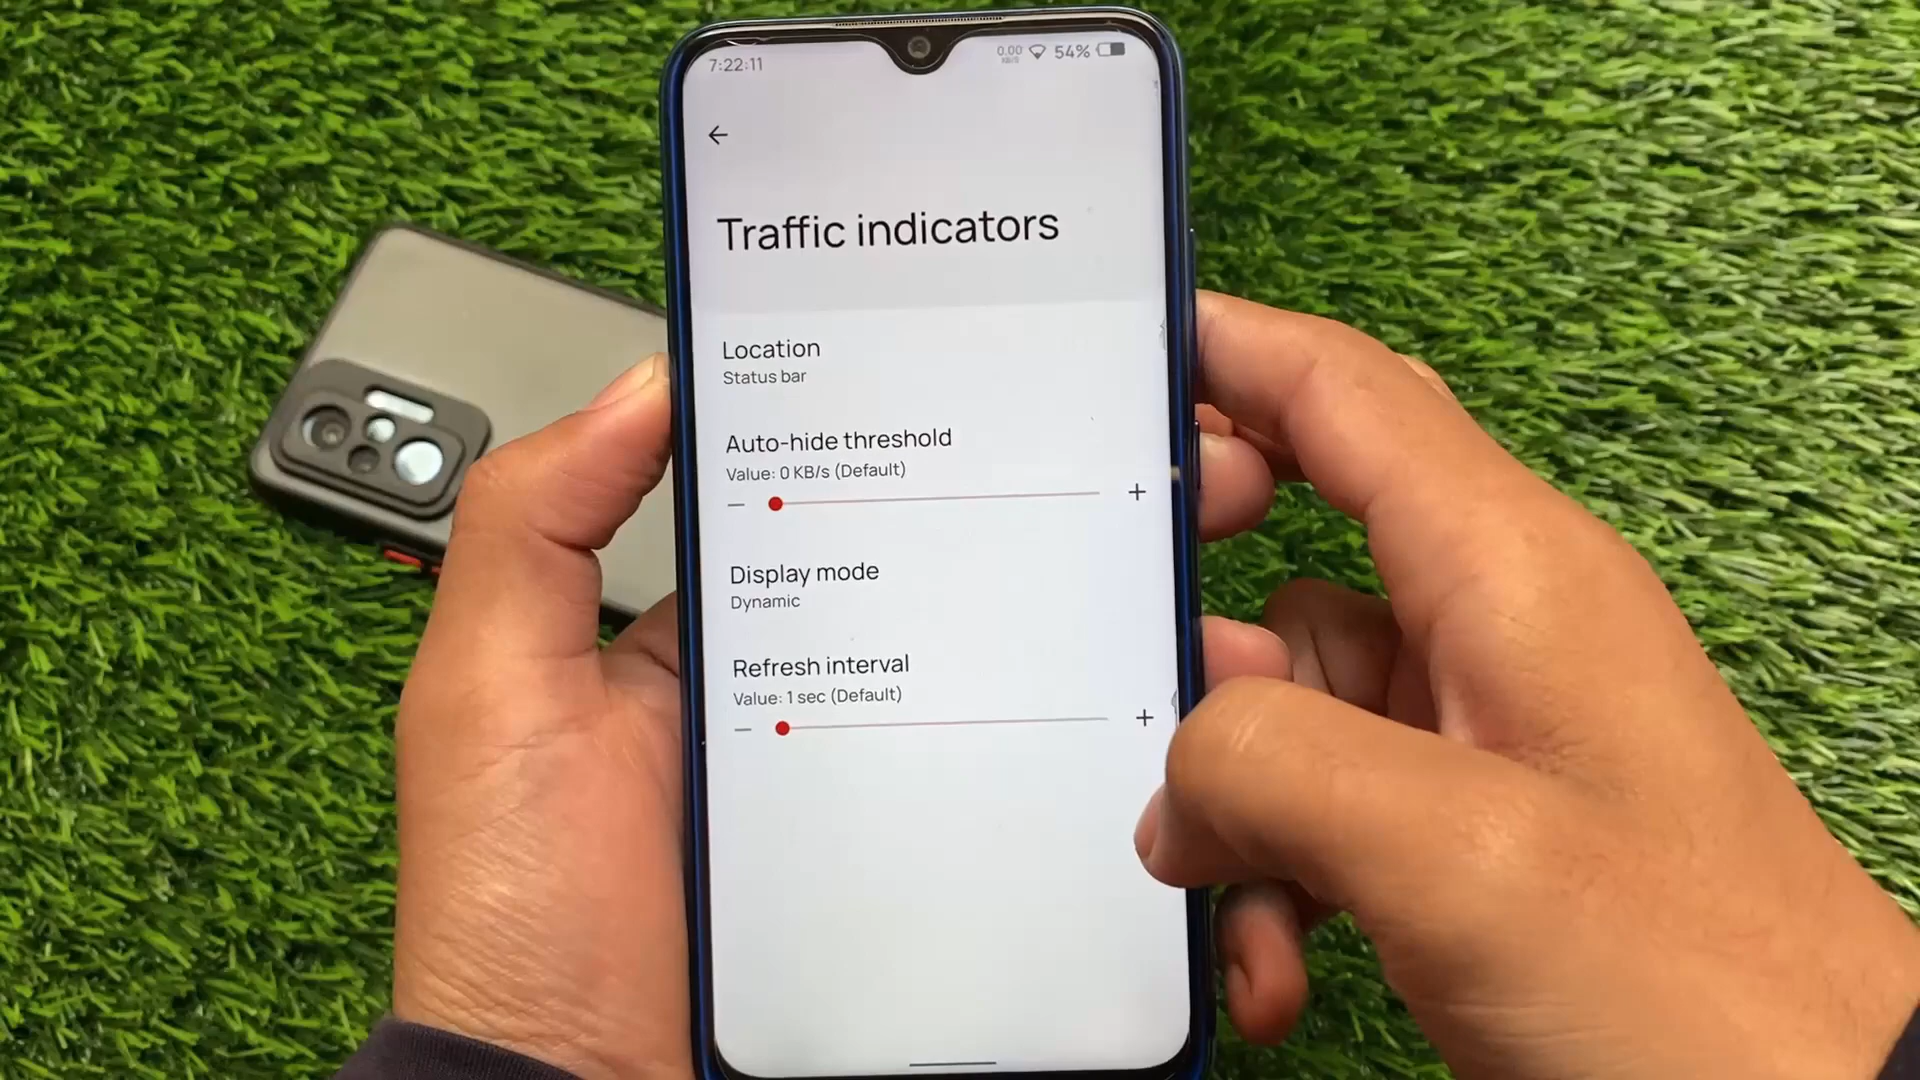 7:22:11
0.00
KB/S
54%
Traffic indicators
Location
Status bar
Auto-hide threshold
Value: 0 KB/s (Default)
Display mode
Dynamic
Refresh interval
Value: 1 sec (Default)